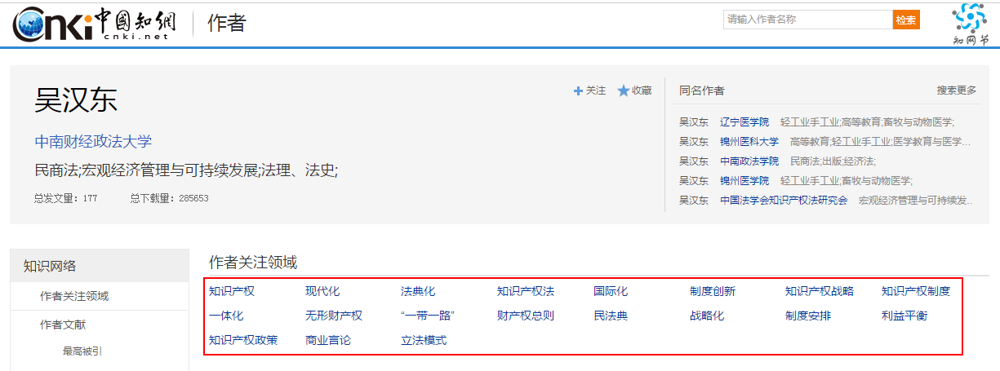 Cnki中國知網
cnki.net
作者
请输入作者名称
检索
知网节
吴汉东
中南财经政法大学
民商法;宏观经济管理与可持续发展;法理、法史;
总发文量：177 总下载量：285653
关注 收藏
同名作者 搜索更多
吴汉东 辽宁医学院 轻工业手工业;高等教育;畜牧与动物医学;
吴汉东 锦州医科大学 高等教育;轻工业手工业;医学教育与医学...
吴汉东 中南政法学院 民商法;出版;经济法;
吴汉东 锦州医学院 轻工业手工业;畜牧与动物医学;
吴汉东 中国法学会知识产权法研究会 宏观经济管理与可持续发..
知识网络
作者关注领域
作者文献
最高被引
作者关注领域
知识产权 现代化 法典化 知识产权法 国际化 制度创新 知识产权战略 知识产权制度
一体化 无形财产权 “一带一路” 财产权总则 民法典 战略化 制度安排 利益平衡
知识产权政策 商业言论 立法模式